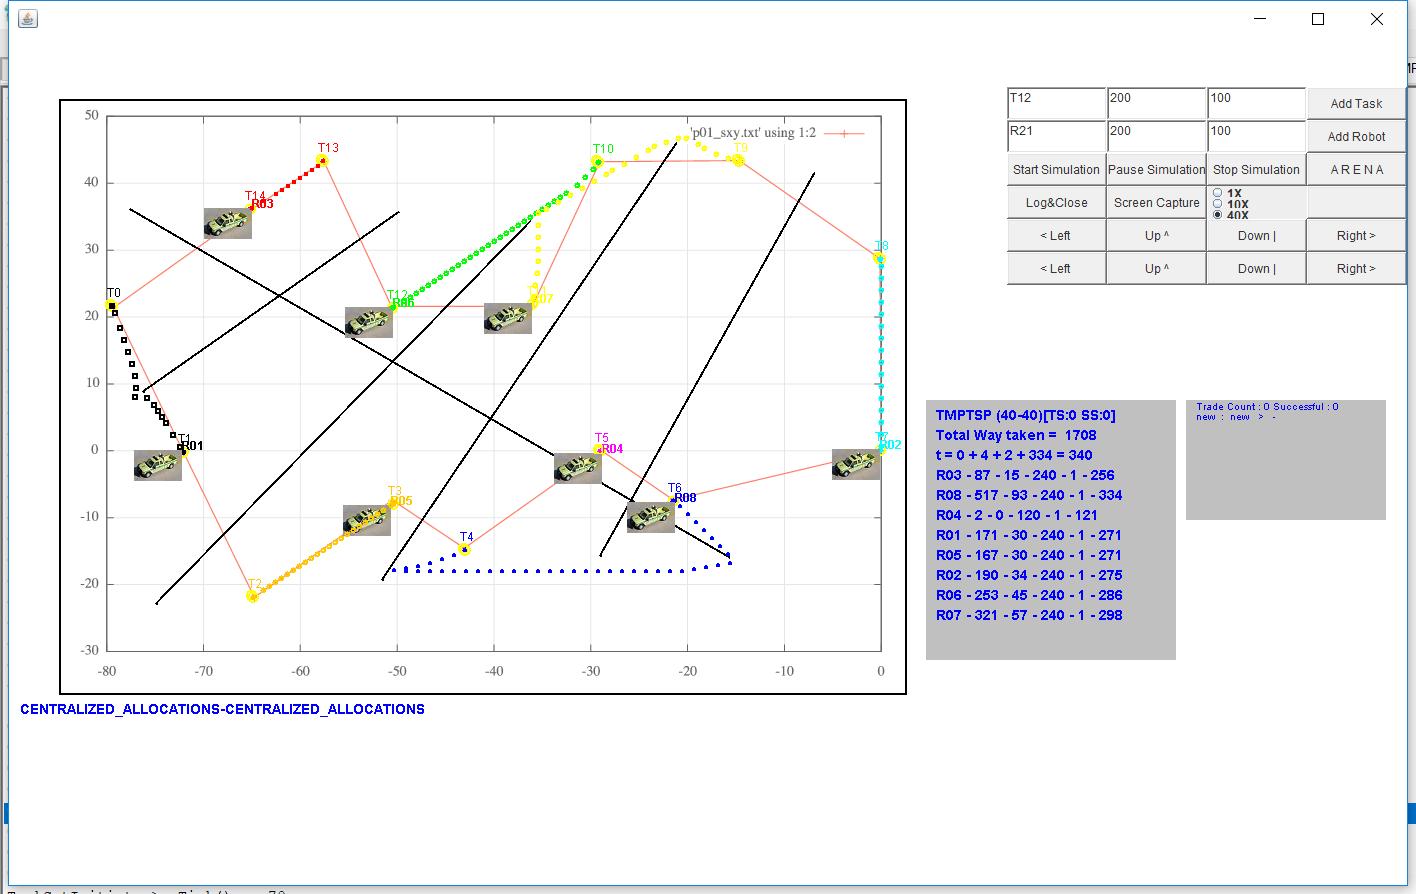 T12 200 100 Add Task
R21 200 100 Add Robot
Start Simulation Pause Simulation Stop Simulation A R E N A
Log&Close Screen Capture 1X
10X
40X
< Left Up ^ Down | Right >
< Left Up ^ Down | Right >
'p01_sxy.txt' using 1:2
50
40
30
20
10
0
-10
-20
-30
-80 -70 -60 -50 -40 -30 -20 -10 0
T13
T10
T9
T14
R03
T8
T0
T12
R06
R07
T1
R01
T5
R04
R02
T3
R05
T6
R08
T4
T2
CENTRALIZED_ALLOCATIONS-CENTRALIZED_ALLOCATIONS
TMPTSP (40-40)[TS:0 SS:0]
Total Way taken = 1708
t = 0 + 4 + 2 + 334 = 340
R03 - 87 - 15 - 240 - 1 - 256
R08 - 517 - 93 - 240 - 1 - 334
R04 - 2 - 0 - 120 - 1 - 121
R01 - 171 - 30 - 240 - 1 - 271
R05 - 167 - 30 - 240 - 1 - 271
R02 - 190 - 34 - 240 - 1 - 275
R06 - 253 - 45 - 240 - 1 - 286
R07 - 321 - 57 - 240 - 1 - 298
Trade Count : 0 Successful : 0
new : new > -